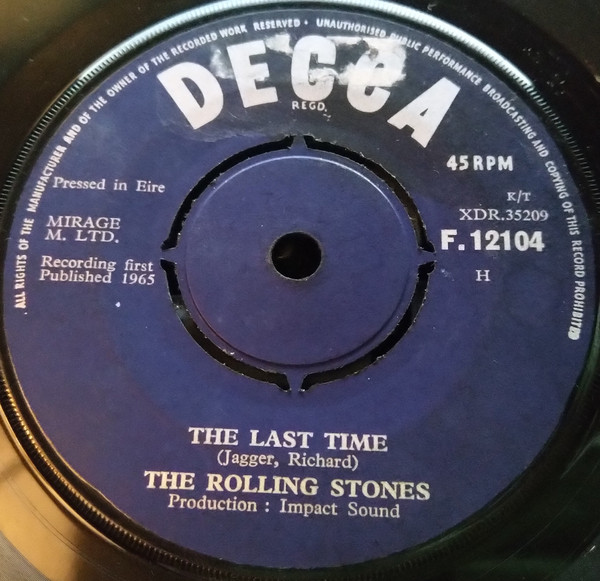 ALL RIGHTS OF THE MANUFACTURER AND OF THE OWNER OF THE RECORDED WORK RESERVED • UNAUTHORISED PUBLIC PERFORMANCE BROADCASTING AND COPYING OF THIS RECORD PROHIBITED
DECCA
REGD.
45 RPM
Pressed in Eire
K/T
XDR.35209
MIRAGE
M. LTD.
F. 12104
Recording first
Published 1965
H
THE LAST TIME
(Jagger, Richard)
THE ROLLING STONES
Production : Impact Sound